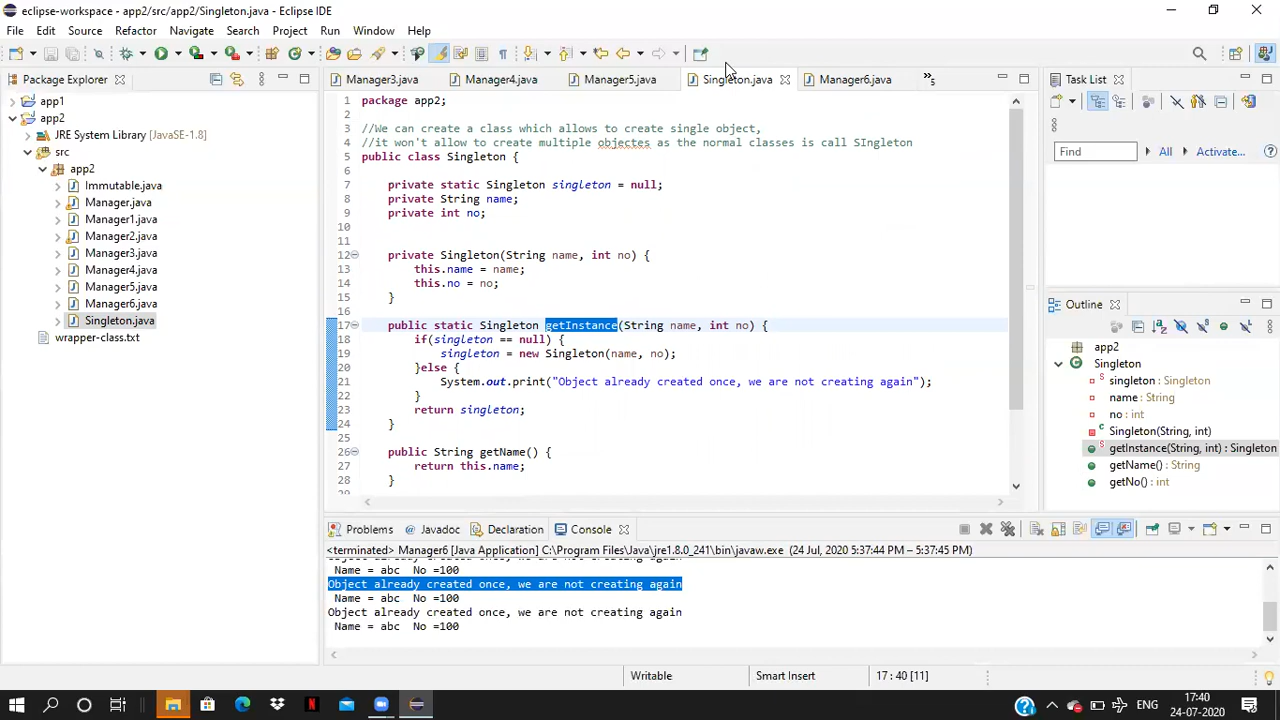 eclipse-workspace - app2/src/app2/Singleton.java - Eclipse IDE
File Edit Source Refactor Navigate Search Project Run Window Help
Package Explorer
app1
app2
JRE System Library [JavaSE-1.8]
src
app2
Immutable.java
Manager.java
Manager1.java
Manager2.java
Manager3.java
Manager4.java
Manager5.java
Manager6.java
Singleton.java
wrapper-class.txt
Manager3.java Manager4.java Manager5.java Singleton.java Manager6.java »5
1 package app2;
2
3 //We can create a class which allows to create single object,
4 //it won't allow to create multiple objectes as the normal classes is call SIngleton
5 public class Singleton {
6
7 private static Singleton singleton = null;
8 private String name;
9 private int no;
10
11
12 private Singleton(String name, int no) {
13 this.name = name;
14 this.no = no;
15 }
16
17 public static Singleton getInstance(String name, int no) {
18 if(singleton == null) {
19 singleton = new Singleton(name, no);
20 }else {
21 System.out.print("Object already created once, we are not creating again");
22 }
23 return singleton;
24 }
25
26 public String getName() {
27 return this.name;
28 }
29
Task List
Find All Activate...
Outline
app2
Singleton
singleton : Singleton
name : String
no : int
Singleton(String, int)
getInstance(String, int) : Singleton
getName() : String
getNo() : int
Problems Javadoc Declaration Console
<terminated> Manager6 [Java Application] C:\Program Files\Java\jre1.8.0_241\bin\javaw.exe (24 Jul, 2020 5:37:44 PM – 5:37:45 PM)
Object already created once, we are not creating again
Name = abc No =100
Object already created once, we are not creating again
Name = abc No =100
Object already created once, we are not creating again
Name = abc No =100
Writable Smart Insert 17 : 40 [11]
ENG
17:40
24-07-2020